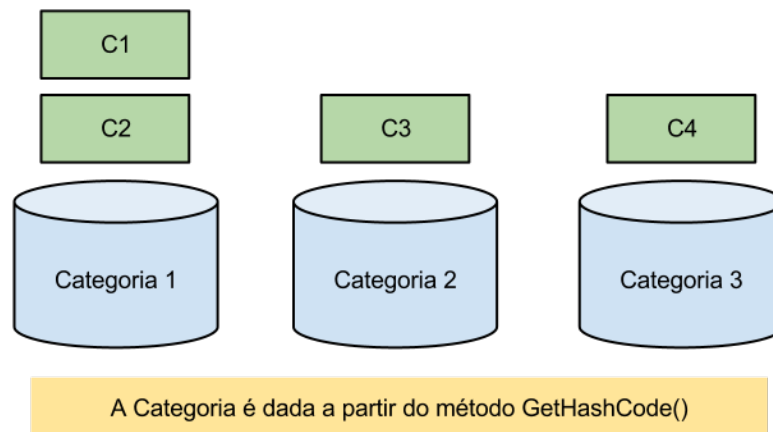 C1
C2
C3
C4
Categoria 1
Categoria 2
Categoria 3
A Categoria é dada a partir do método GetHashCode()